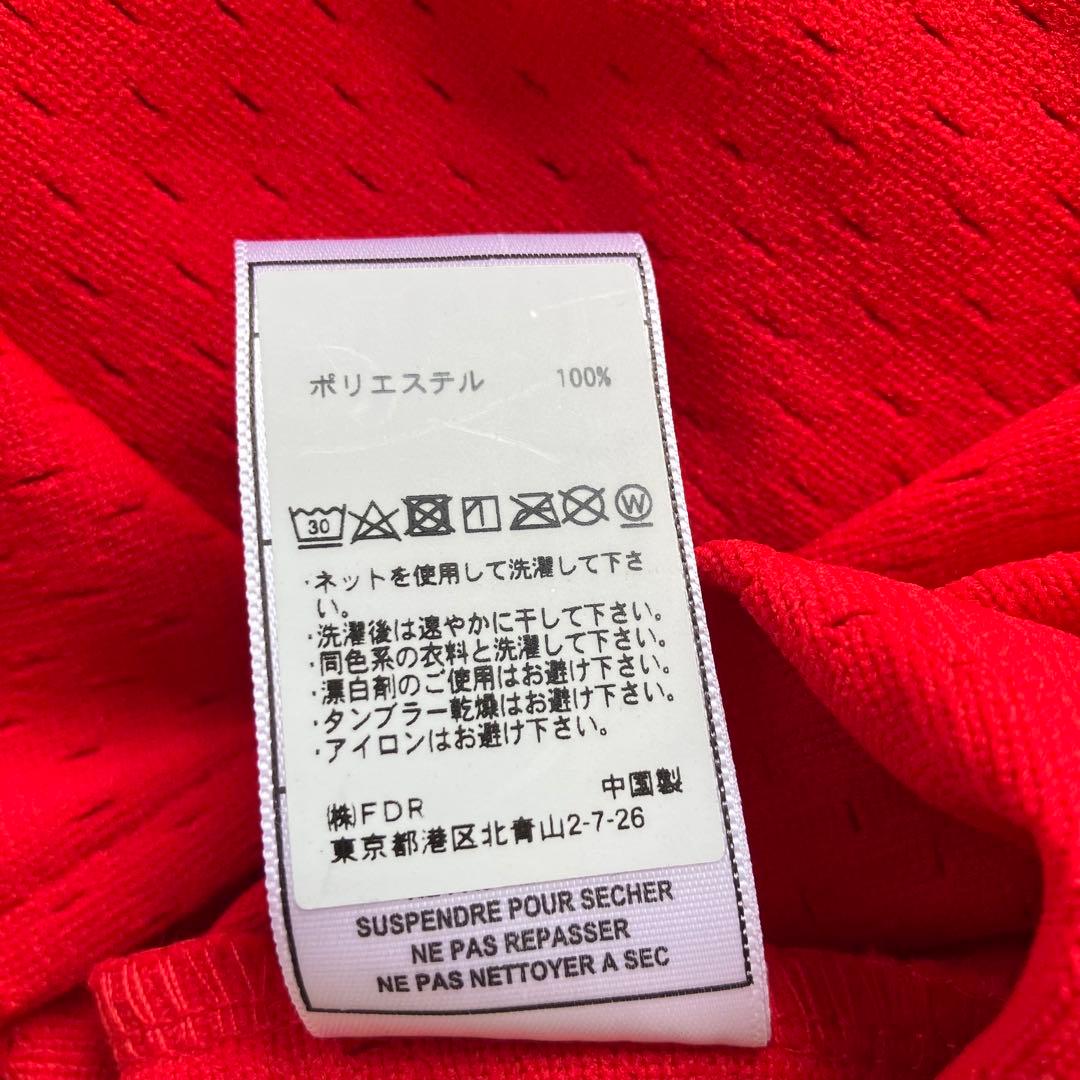 ポリエステル 100%
30 W
・ネットを使用して洗濯して下さ
い。
・洗濯後は速やかに干して下さい。
・同色系の衣料と洗濯して下さい。
・漂白剤のご使用はお避け下さい。
・タンブラー乾燥はお避け下さい。
・アイロンはお避け下さい。
中国製
㈱FDR
東京都港区北青山2-7-26
SUSPENDRE POUR SECHER
NE PAS REPASSER
NE PAS NETTOYER A SEC